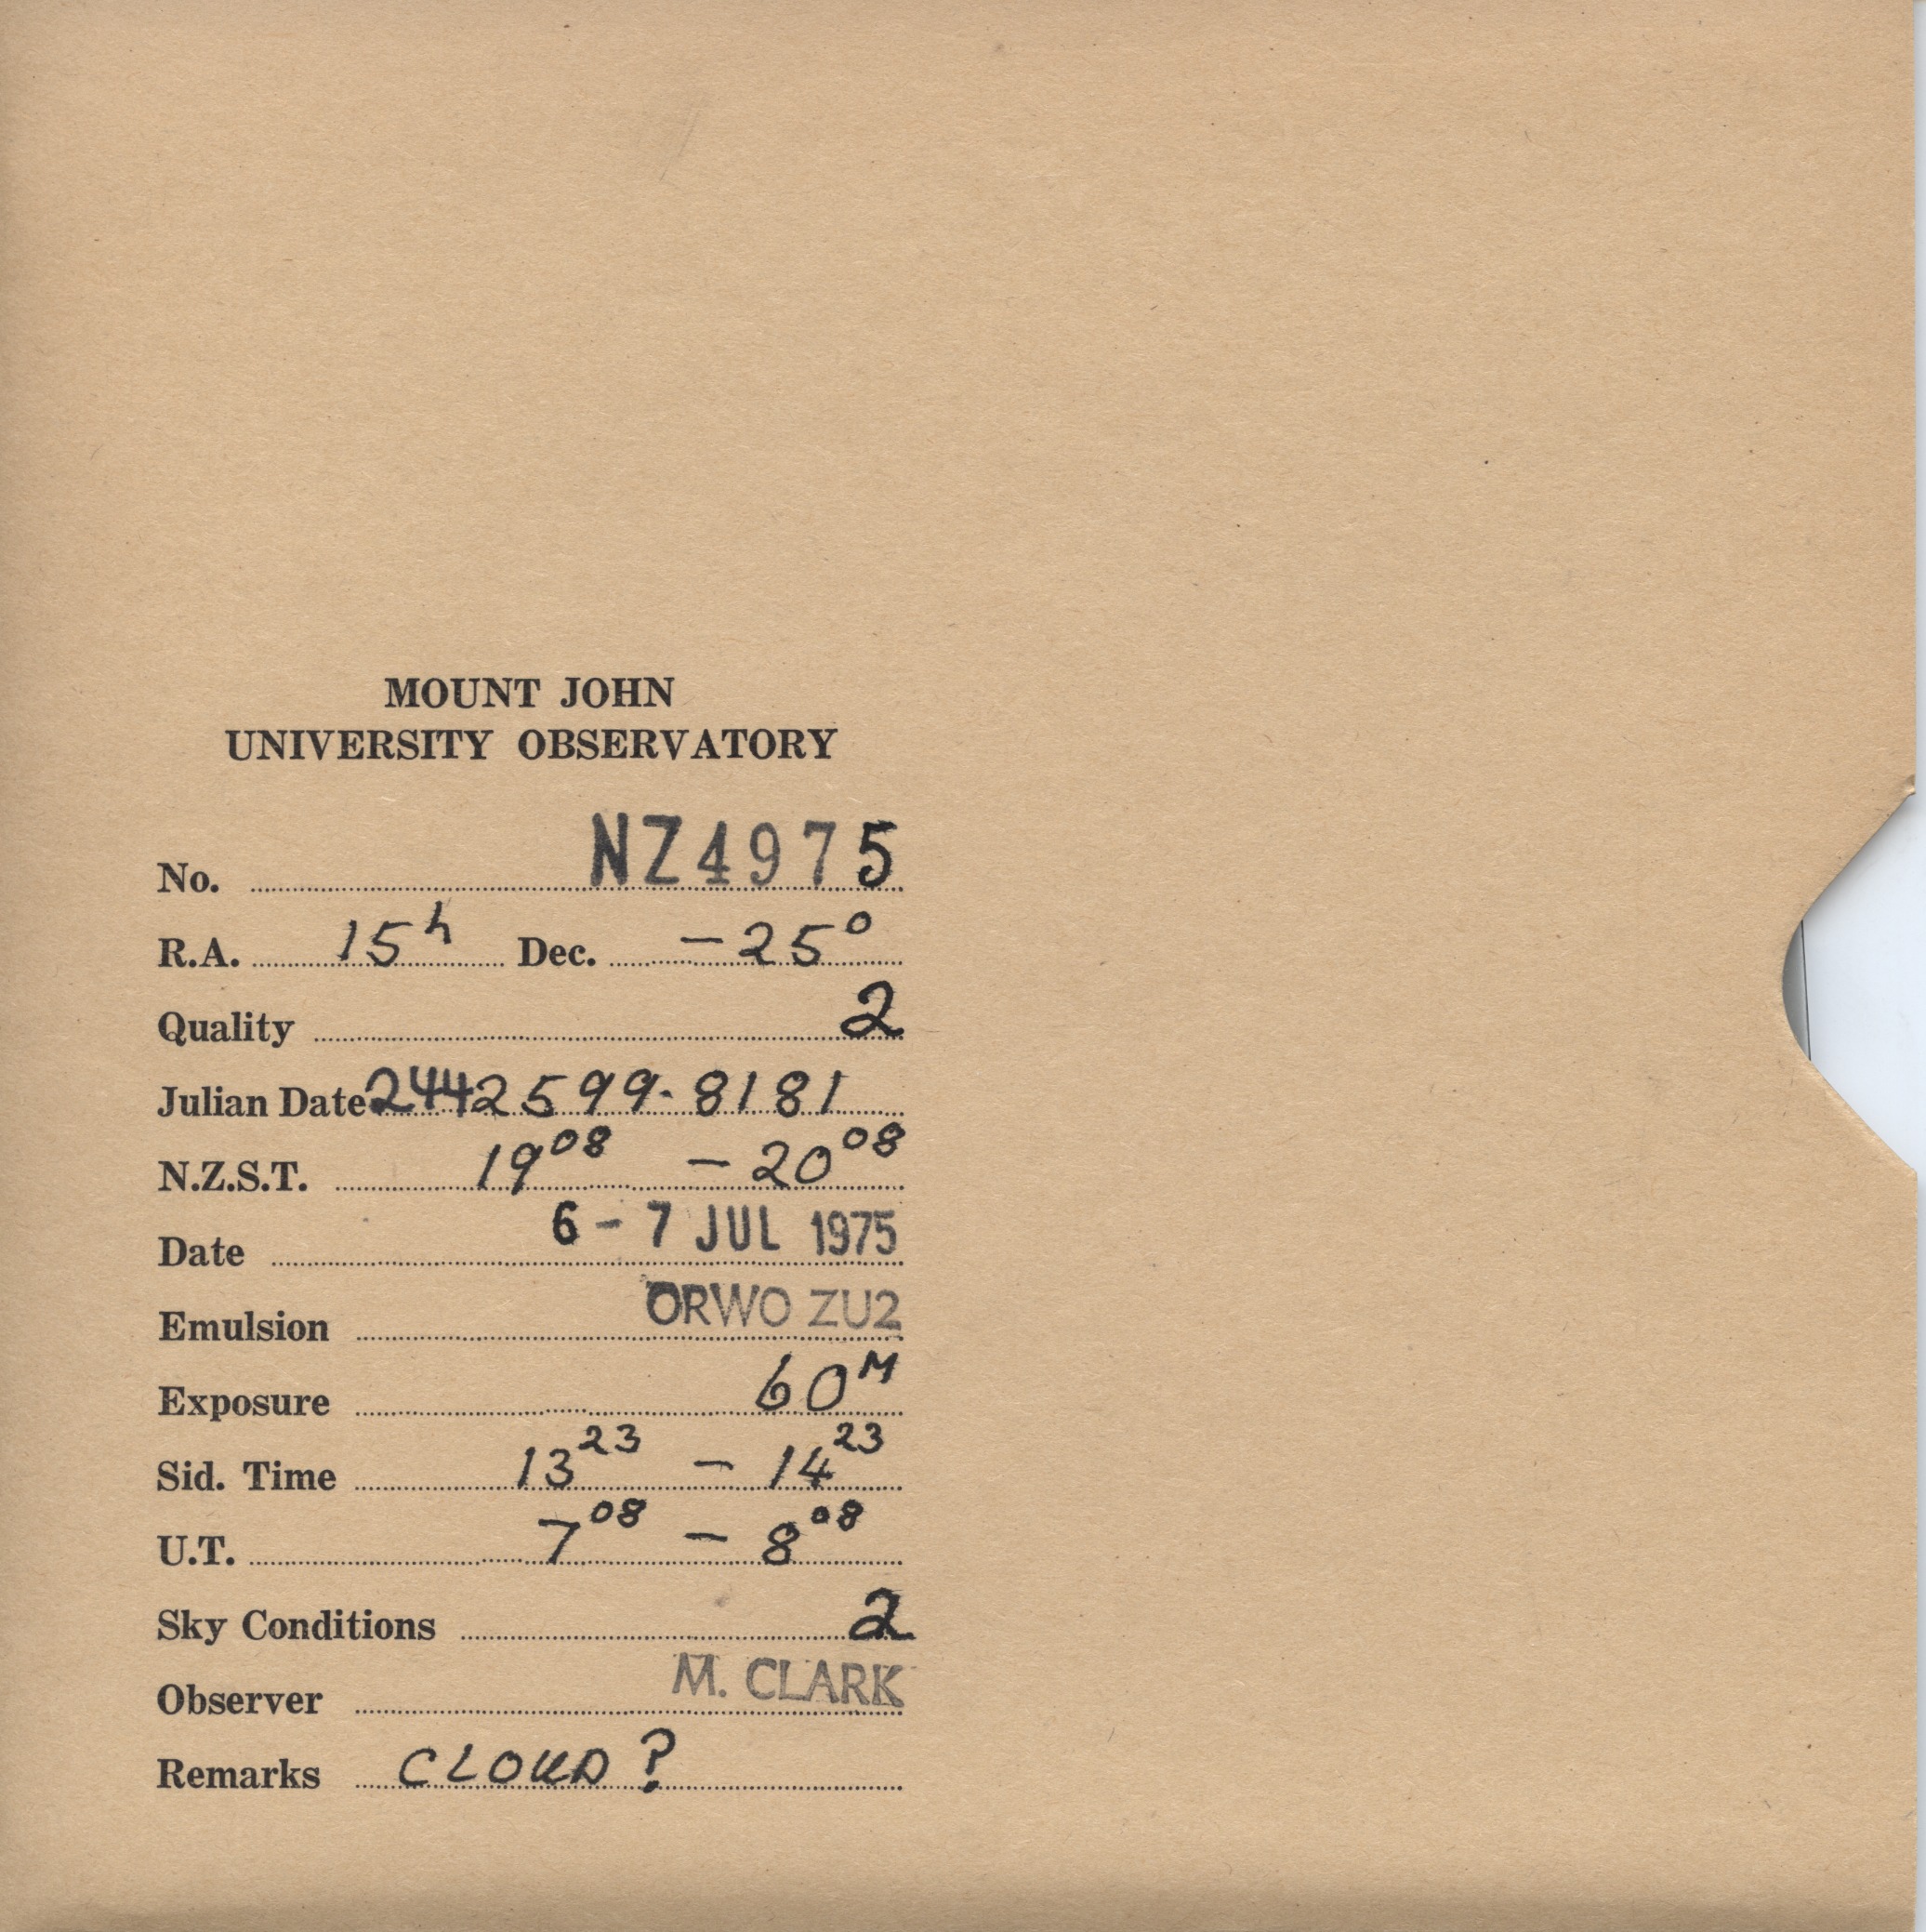 MOUNT JOHN
UNIVERSITY OBSERVATORY
No. NZ4975
R.A. 15ʰ Dec. -25°
Quality 2
Julian Date 2442599.8181
N.Z.S.T. 19⁰⁸ - 20⁰⁸
Date 6 - 7 JUL 1975
Emulsion ORWO ZU2
Exposure 60ᴹ
Sid. Time 13²³ - 14²³
U.T. 7⁰⁸ - 8⁰⁸
Sky Conditions 2
Observer M. CLARK
Remarks CLOUD?